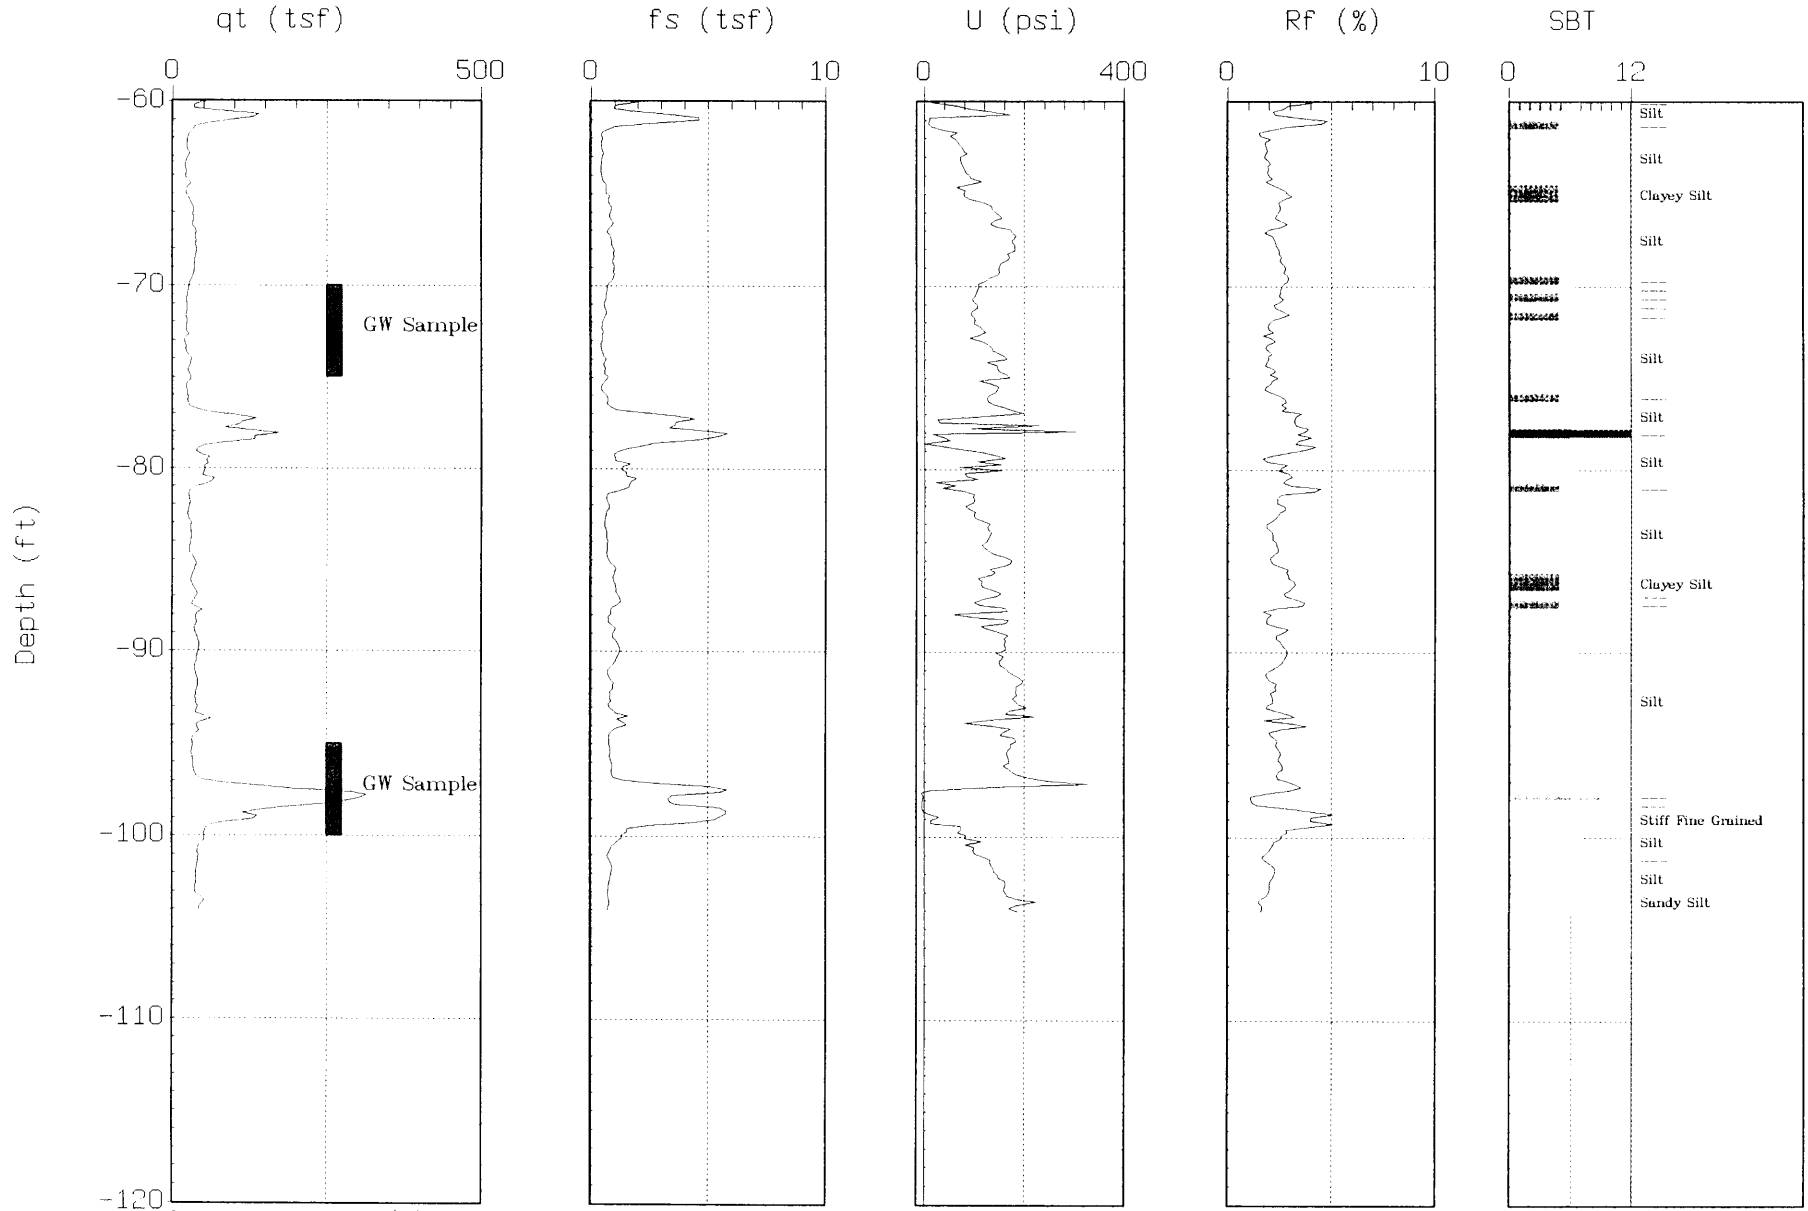 qt (tsf)
fs (tsf)
U (psi)
Rf (%)
SBT
0 500
0 10
0 400
0 10
0 12
Depth (ft)
-60
-70
-80
-90
-100
-110
-120
GW Sample
GW Sample
Silt
Silt
Clayey Silt
Silt
Silt
Silt
Silt
Silt
Clayey Silt
Silt
Stiff Fine Grained
Silt
Silt
Sandy Silt